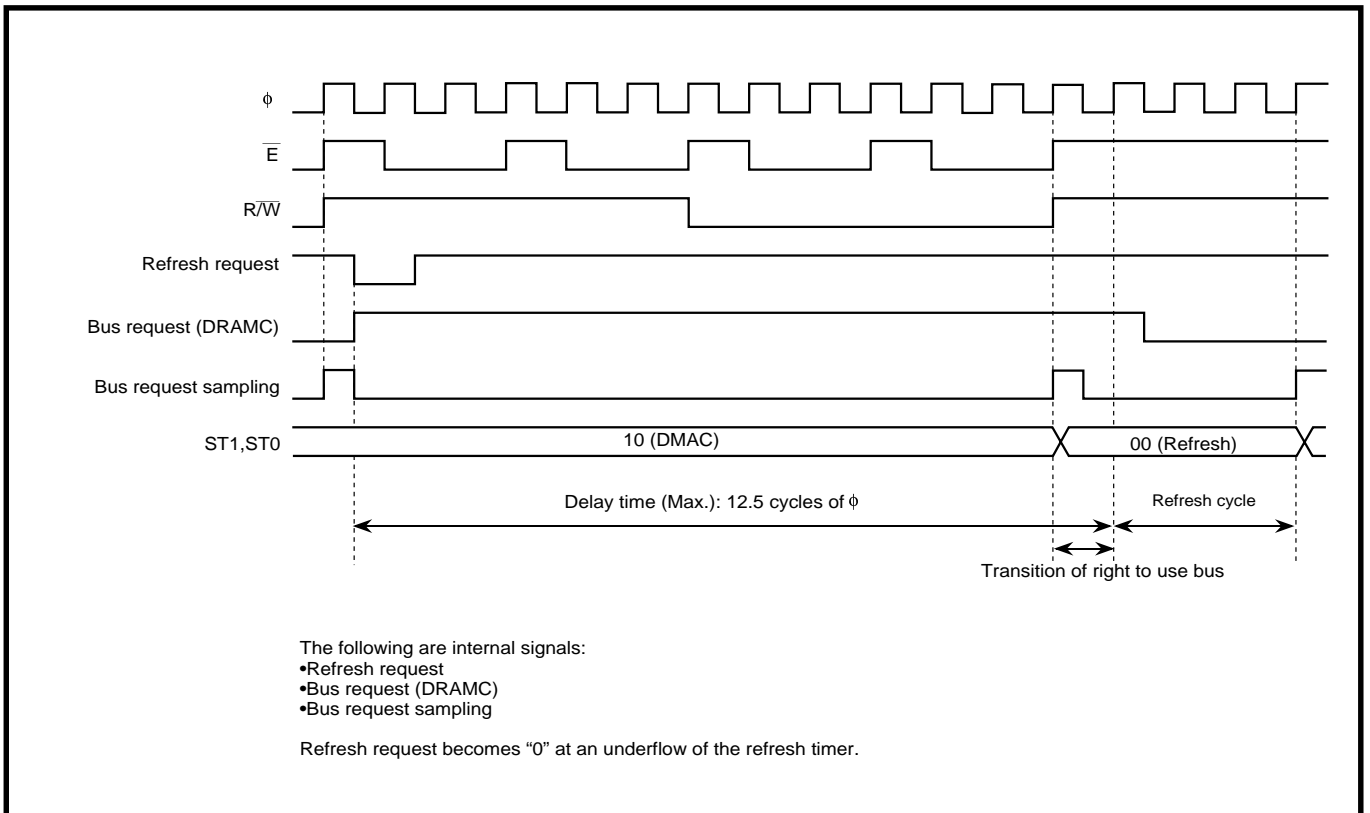 ϕ
E
R/W
Refresh request
Bus request (DRAMC)
Bus request sampling
ST1,ST0
10 (DMAC)
00 (Refresh)
Delay time (Max.): 12.5 cycles of ϕ
Refresh cycle
Transition of right to use bus
The following are internal signals:
•Refresh request
•Bus request (DRAMC)
•Bus request sampling
Refresh request becomes “0” at an underflow of the refresh timer.